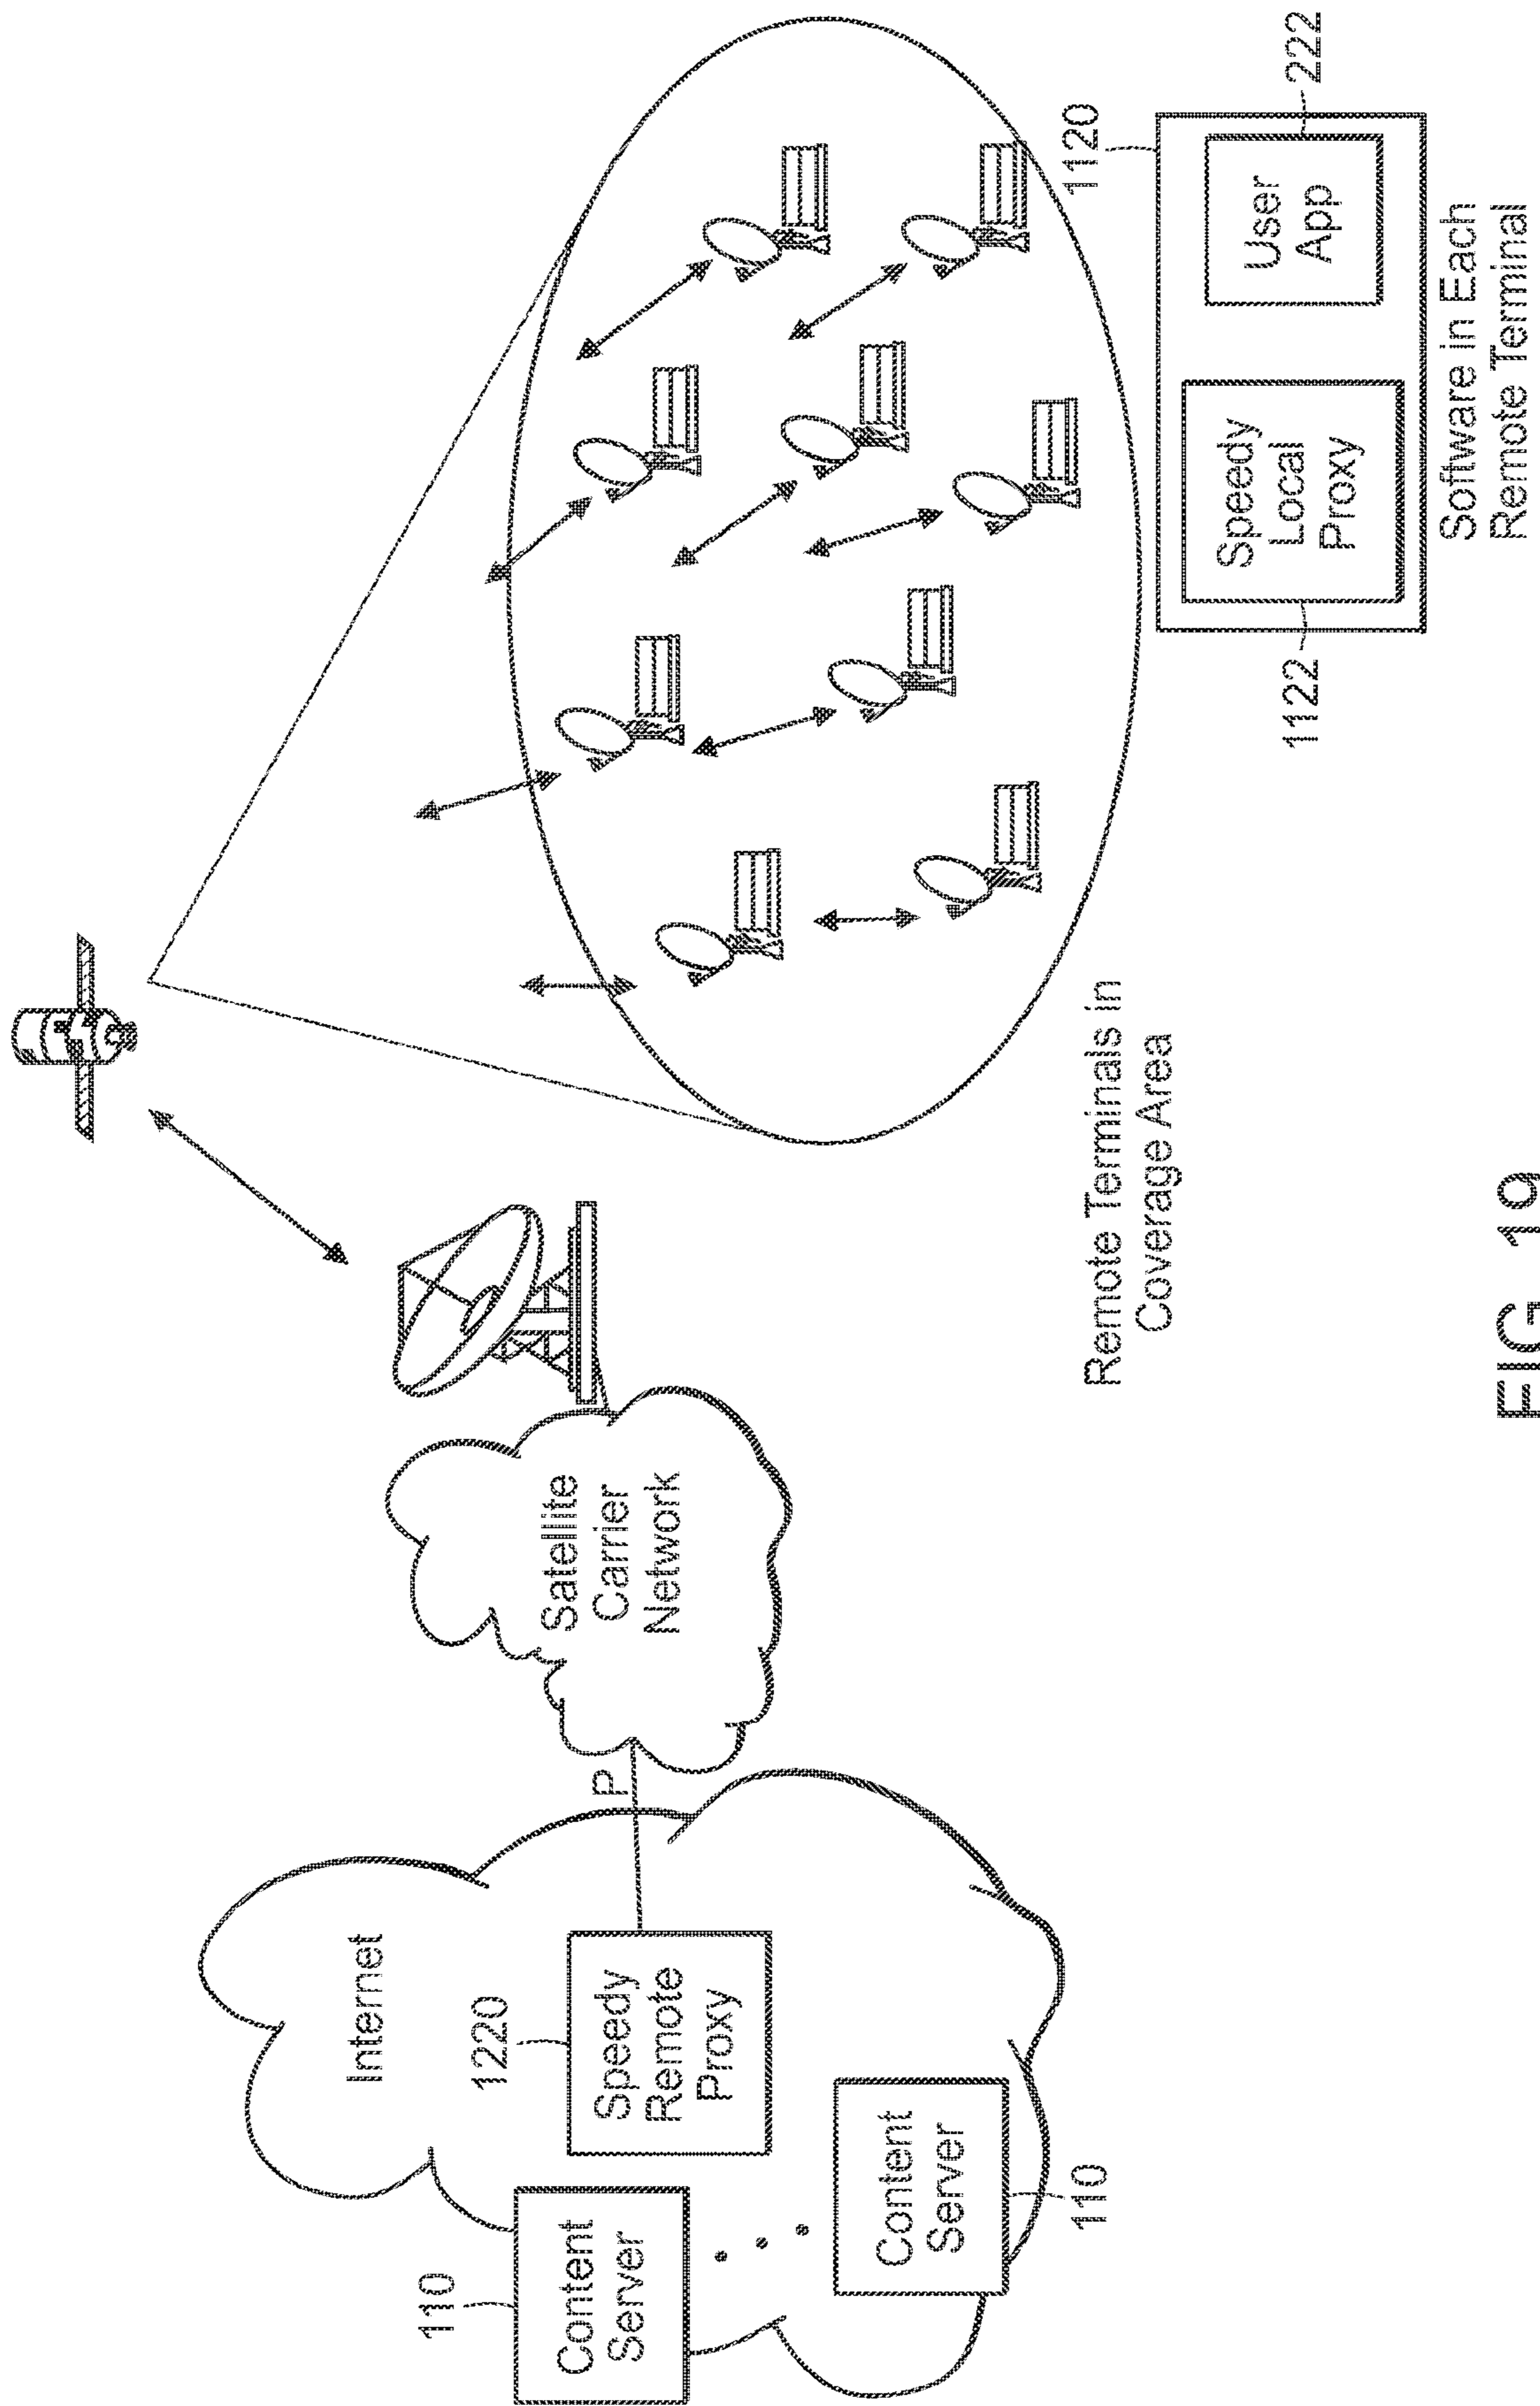 Internet
110
Content
Server
1220
Speedy
Remote
Proxy
Content
Server
110
P
Satellite
Carrier
Network
Remote Terminals in
Coverage Area
1120
Speedy
Local
Proxy
User
App
1122
222
Software in Each
Remote Terminal
FIG. 19